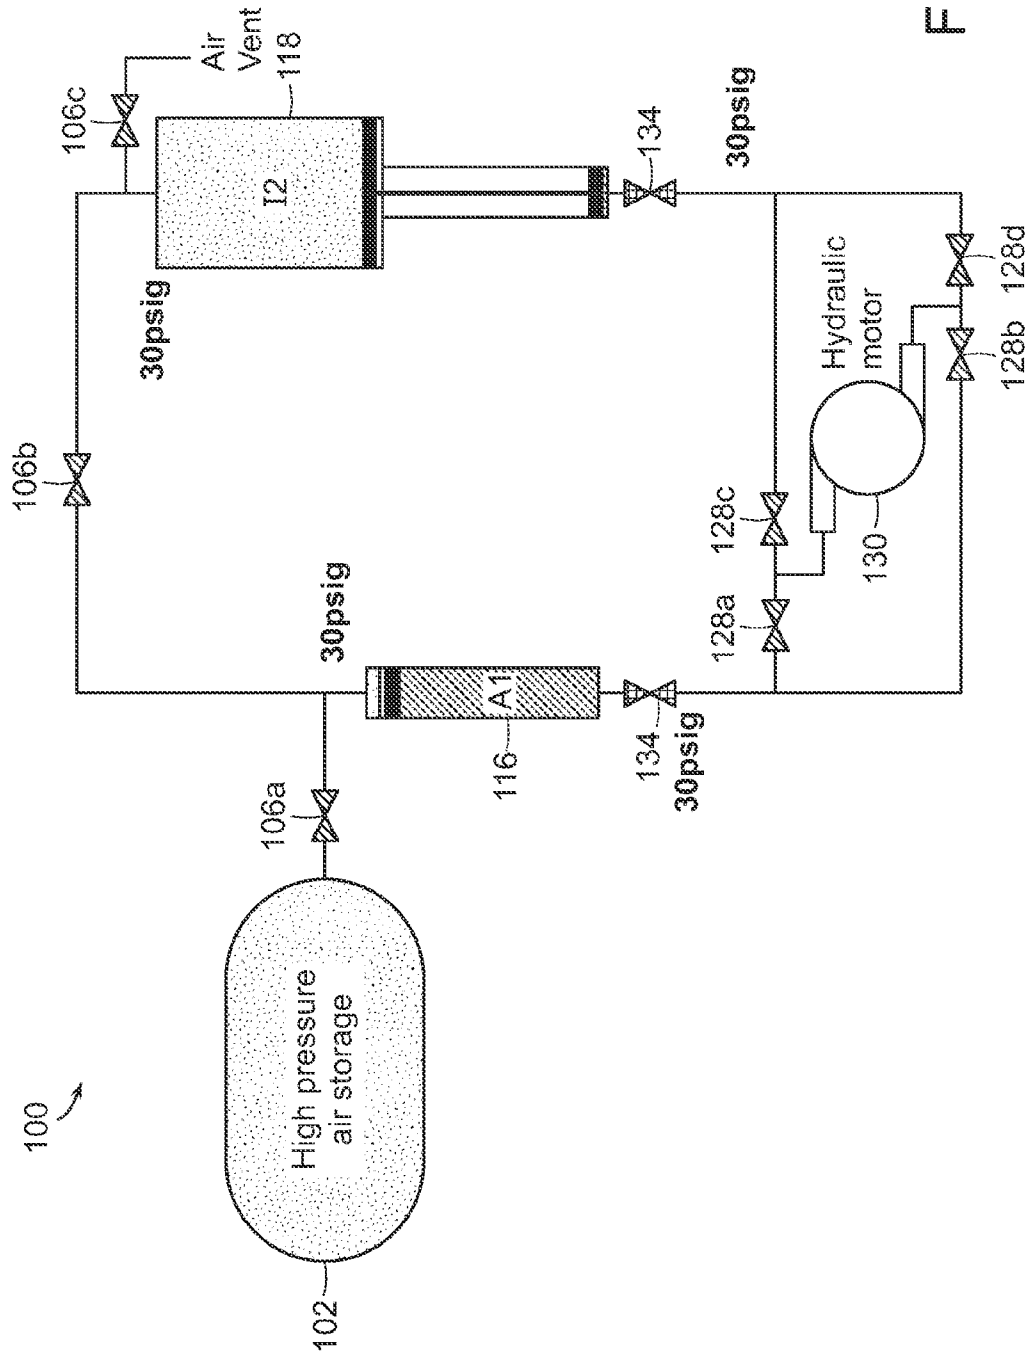 100
102
High pressure
air storage
106a
106b
106c
Air
Vent
118
I2
30psig
30psig
A1
116
134
30psig
134
30psig
128a
128c
Hydraulic
motor
130
128b
128d
F